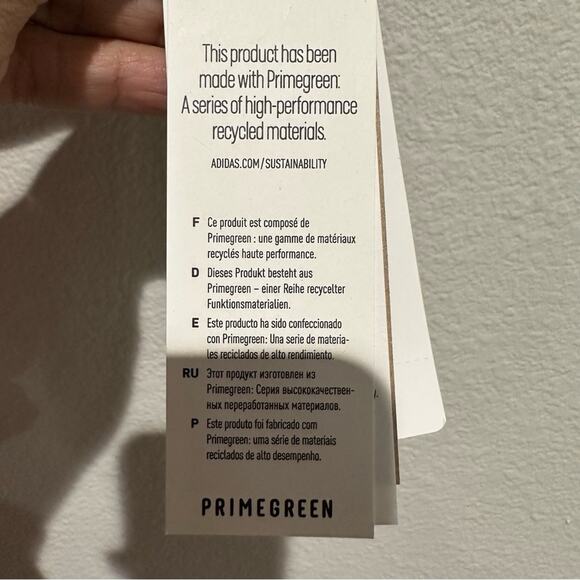 This product has been
made with Primegreen:
A series of high-performance
recycled materials.
ADIDAS.COM/SUSTAINABILITY
F Ce produit est composé de
Primegreen : une gamme de matériaux
recyclés haute performance.
D Dieses Produkt besteht aus
Primegreen – einer Reihe recycelter
Funktionsmaterialien.
E Este producto ha sido confeccionado
con Primegreen: Una serie de materia-
les reciclados de alto rendimiento.
RU Этот продукт изготовлен из
Primegreen: Серия высококачествен-
ных переработанных материалов.
P Este produto foi fabricado com
Primegreen: uma série de materiais
reciclados de alto desempenho.
PRIMEGREEN